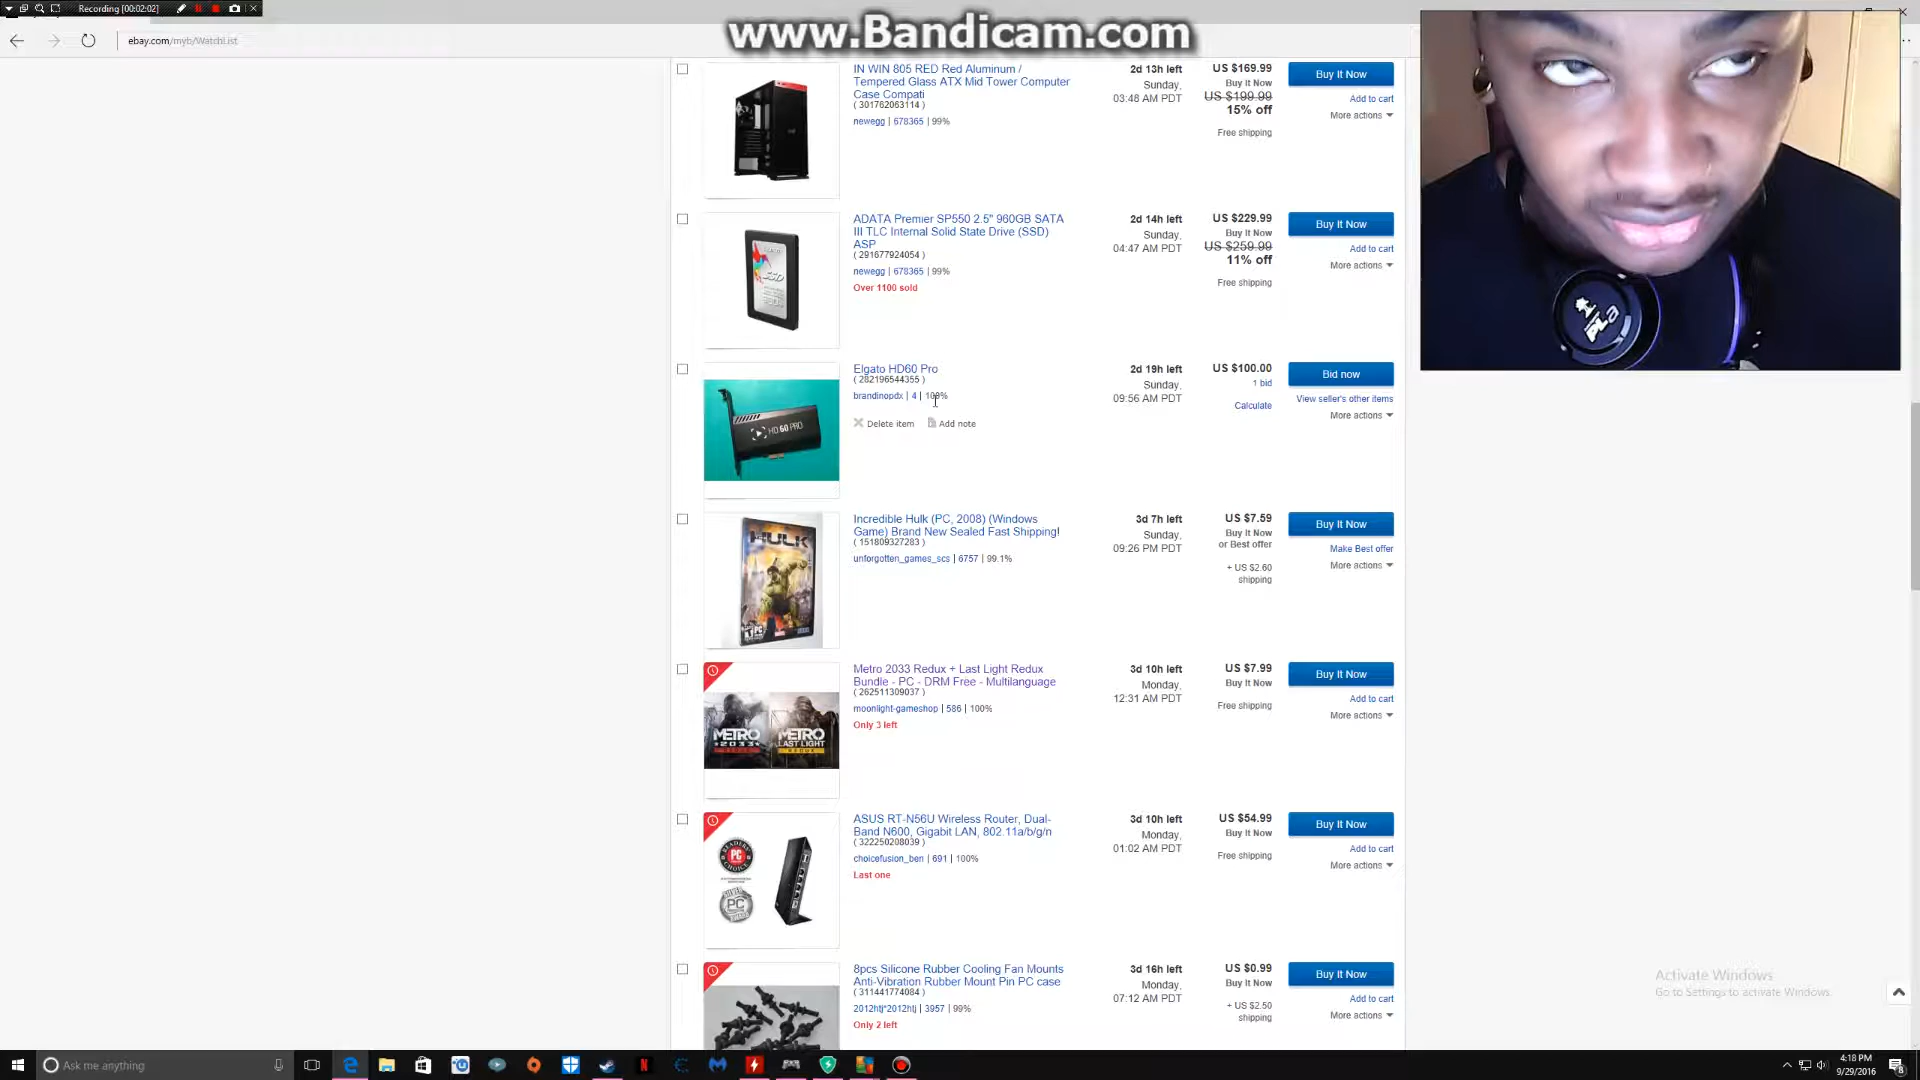 Recording [00:02:02]
www.Bandicam.com
ebay.com/myb/WatchList
IN WIN 805 RED Red Aluminum /
Tempered Glass ATX Mid Tower Computer
Case Compati
( 301762063114 )
newegg | 678365 | 99%
2d 13h left
Sunday,
03:48 AM PDT
US $169.99
Buy It Now
US $199.99
15% off
Free shipping
Buy It Now
Add to cart
More actions
ADATA Premier SP550 2.5" 960GB SATA
III TLC Internal Solid State Drive (SSD)
ASP
( 291677924054 )
newegg | 678365 | 99%
Over 1100 sold
2d 14h left
Sunday,
04:47 AM PDT
US $229.99
Buy It Now
US $259.99
11% off
Free shipping
Buy It Now
Add to cart
More actions
SSD
Elgato HD60 Pro
( 282196544355 )
brandinopdx | 4 | 100%
Delete item
Add note
2d 19h left
Sunday,
09:56 AM PDT
US $100.00
1 bid
Calculate
Bid now
View seller's other items
More actions
HD60 PRO
Incredible Hulk (PC, 2008) (Windows
Game) Brand New Sealed Fast Shipping!
( 151809327283 )
unforgotten_games_scs | 6757 | 99.1%
3d 7h left
Sunday,
09:26 PM PDT
US $7.59
Buy It Now
or Best offer
+ US $2.60
shipping
Buy It Now
Make Best offer
More actions
HULK
Metro 2033 Redux + Last Light Redux
Bundle - PC - DRM Free - Multilanguage
( 262511309037 )
moonlight-gameshop | 586 | 100%
Only 3 left
3d 10h left
Monday,
12:31 AM PDT
US $7.99
Buy It Now
Free shipping
Buy It Now
Add to cart
More actions
METRO
2033
REDUX
METRO
LAST LIGHT
REDUX
ASUS RT-N56U Wireless Router, Dual-
Band N600, Gigabit LAN, 802.11a/b/g/n
( 322250208039 )
choicefusion_ben | 691 | 100%
Last one
3d 10h left
Monday,
01:02 AM PDT
US $54.99
Buy It Now
Free shipping
Buy It Now
Add to cart
More actions
8pcs Silicone Rubber Cooling Fan Mounts
Anti-Vibration Rubber Mount Pin PC case
( 311441774084 )
2012htj*2012htj | 3957 | 99%
Only 2 left
3d 16h left
Monday,
07:12 AM PDT
US $0.99
Buy It Now
+ US $2.50
shipping
Buy It Now
Add to cart
More actions
Activate Windows
Go to Settings to activate Windows.
Ask me anything
4:18 PM
9/29/2016